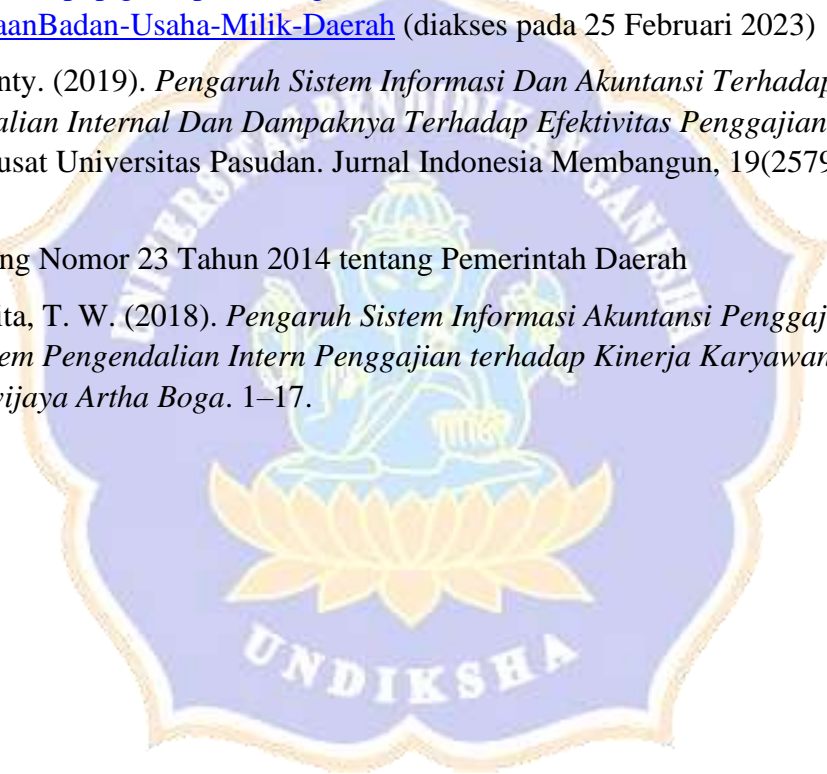 aanBadan-Usaha-Milik-Daerah (diakses pada 25 Februari 2023)
nty. (2019). Pengaruh Sistem Informasi Dan Akuntansi Terhadap
alian Internal Dan Dampaknya Terhadap Efektivitas Penggajian
usat Universitas Pasudan. Jurnal Indonesia Membangun, 19(2579
ng Nomor 23 Tahun 2014 tentang Pemerintah Daerah
ita, T. W. (2018). Pengaruh Sistem Informasi Akuntansi Penggaj
em Pengendalian Intern Penggajian terhadap Kinerja Karyawan
vijaya Artha Boga. 1–17.
UNIVERSITAS PENDIDIKAN GANESHA
UNDIKSHA